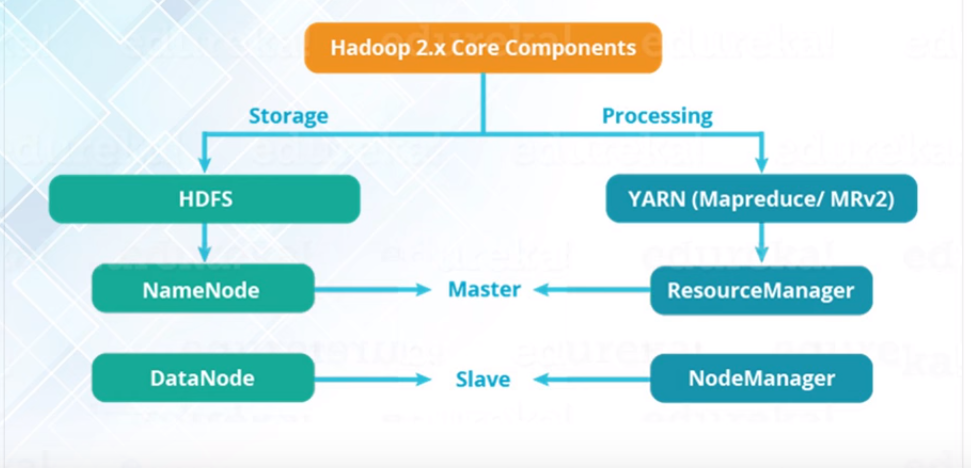 Hadoop 2.x Core Components
Storage
Processing
HDFS
YARN (Mapreduce/ MRv2)
NameNode
Master
ResourceManager
DataNode
Slave
NodeManager